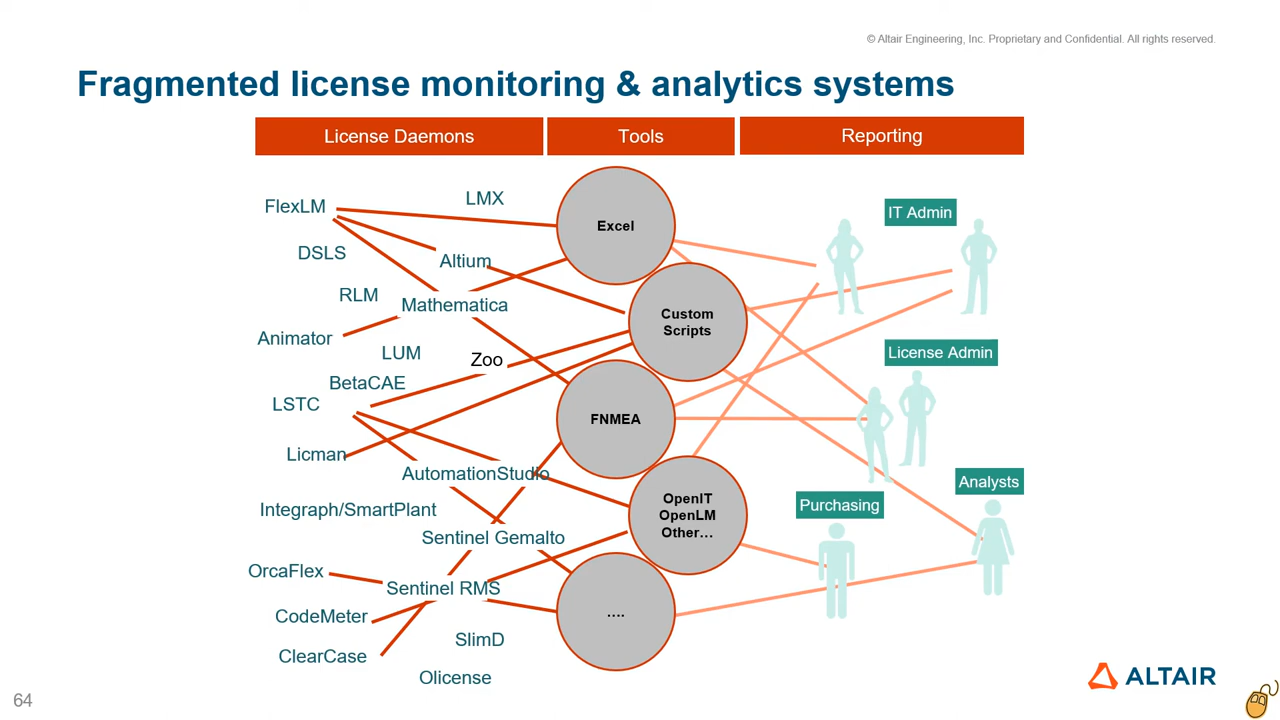 © Altair Engineering, Inc. Proprietary and Confidential. All rights reserved.
Fragmented license monitoring & analytics systems
License Daemons
Tools
Reporting
FlexLM
LMX
DSLS
Altium
RLM
Mathematica
Animator
LUM
Zoo
BetaCAE
LSTC
Licman
AutomationStudio
Integraph/SmartPlant
Sentinel Gemalto
OrcaFlex
Sentinel RMS
CodeMeter
SlimD
ClearCase
Olicense
Excel
Custom
Scripts
FNMEA
OpenIT
OpenLM
Other…
….
IT Admin
License Admin
Analysts
Purchasing
64
ALTAIR